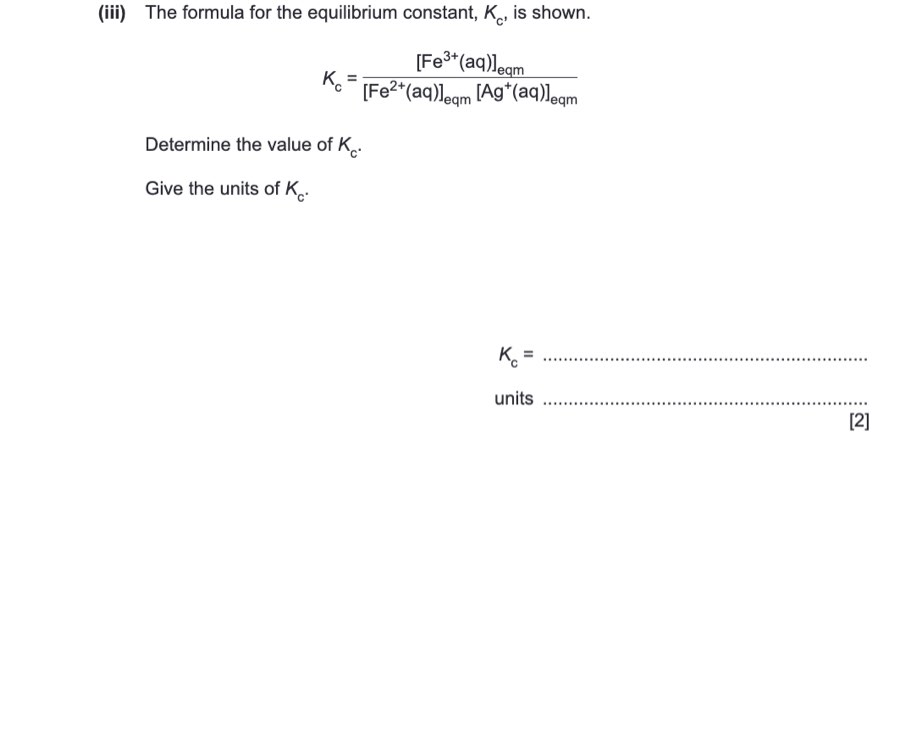 (iii) The formula for the equilibrium constant, Kc, is shown.
Kc = [Fe³⁺(aq)]eqm / [Fe²⁺(aq)]eqm [Ag⁺(aq)]eqm
Determine the value of Kc.
Give the units of Kc.
Kc = ................................................................
units ................................................................
[2]